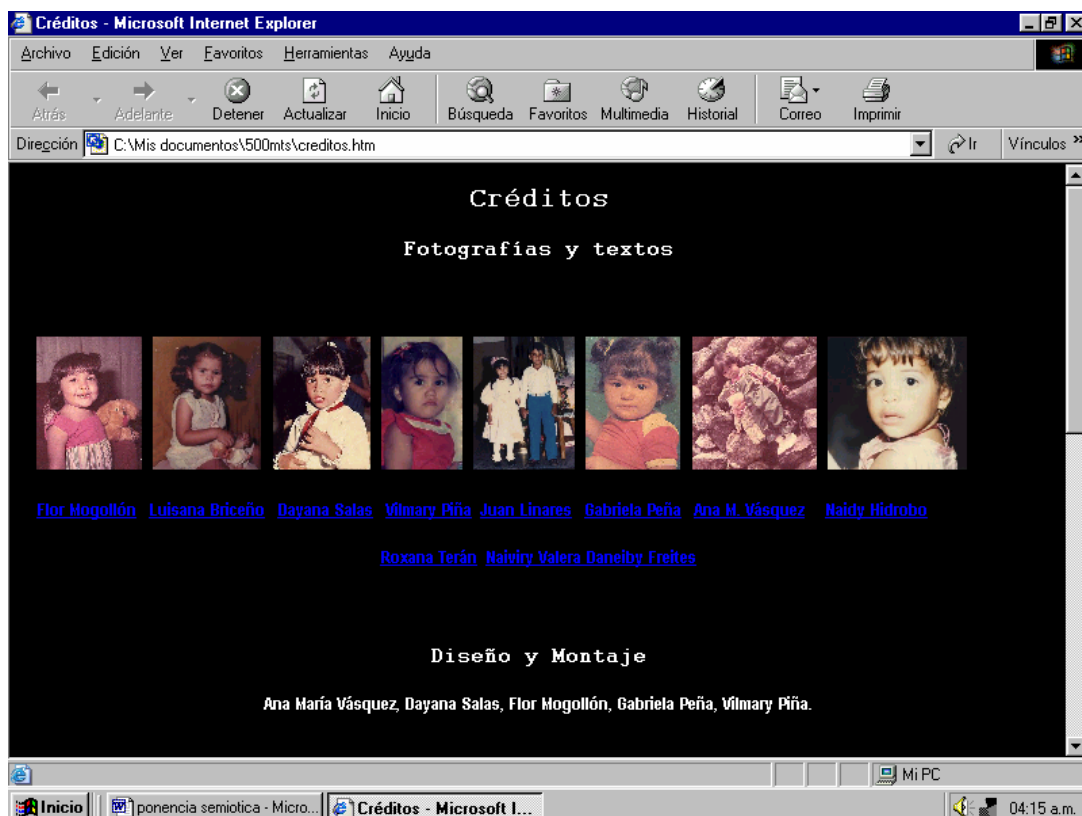 Créditos - Microsoft Internet Explorer
Archivo Edición Ver Favoritos Herramientas Ayuda
Atrás Adelante Detener Actualizar Inicio Búsqueda Favoritos Multimedia Historial Correo Imprimir
Dirección C:\Mis documentos\500mts\creditos.htm Ir Vínculos »
Créditos
Fotografías y textos
Flor Mogollón Luisana Briceño Dayana Salas Vilmary Piña Juan Linares Gabriela Peña Ana M. Vásquez Naidy Hidrobo
Roxana Terán Naiviry Valera Daneiby Freites
Diseño y Montaje
Ana María Vásquez, Dayana Salas, Flor Mogollón, Gabriela Peña, Vilmary Piña.
Mi PC
Inicio ponencia semiotica - Micro... Créditos - Microsoft I... 04:15 a.m.